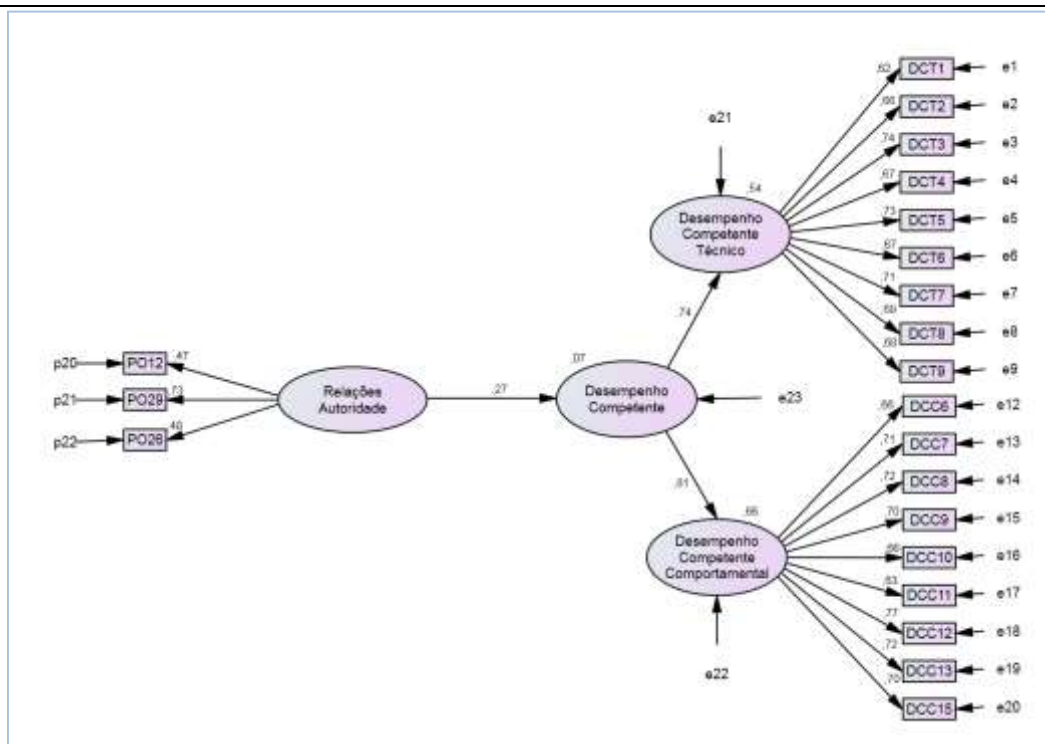 ,62
DCT1
e1
,66
DCT2
e2
e21
,74
DCT3
e3
,67
DCT4
e4
,54
Desempenho
Competente
Técnico
,73
DCT5
e5
,67
DCT6
e6
,71
DCT7
e7
,69
DCT8
e8
,68
DCT9
e9
,74
p20
PO12
,47
p21
PO29
,73
p22
PO26
,40
Relações
Autoridade
,27
,07
Desempenho
Competente
e23
,81
,66
Desempenho
Competente
Comportamental
e22
,66
DCC6
e12
,71
DCC7
e13
,72
DCC8
e14
,70
DCC9
e15
DCC10
e16
,63
DCC11
e17
,77
DCC12
e18
,72
DCC13
e19
,70
DCC15
e20